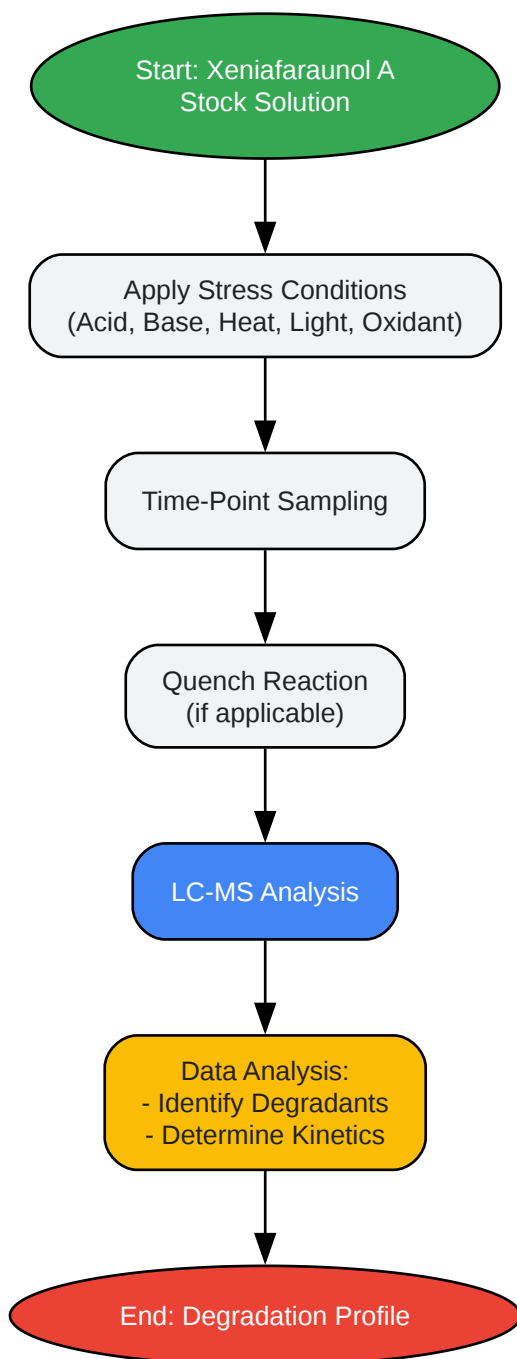 Start: Xeniafaraunol A
Stock Solution
Apply Stress Conditions
(Acid, Base, Heat, Light, Oxidant)
Time-Point Sampling
Quench Reaction
(if applicable)
LC-MS Analysis
Data Analysis:
- Identify Degradants
- Determine Kinetics
End: Degradation Profile